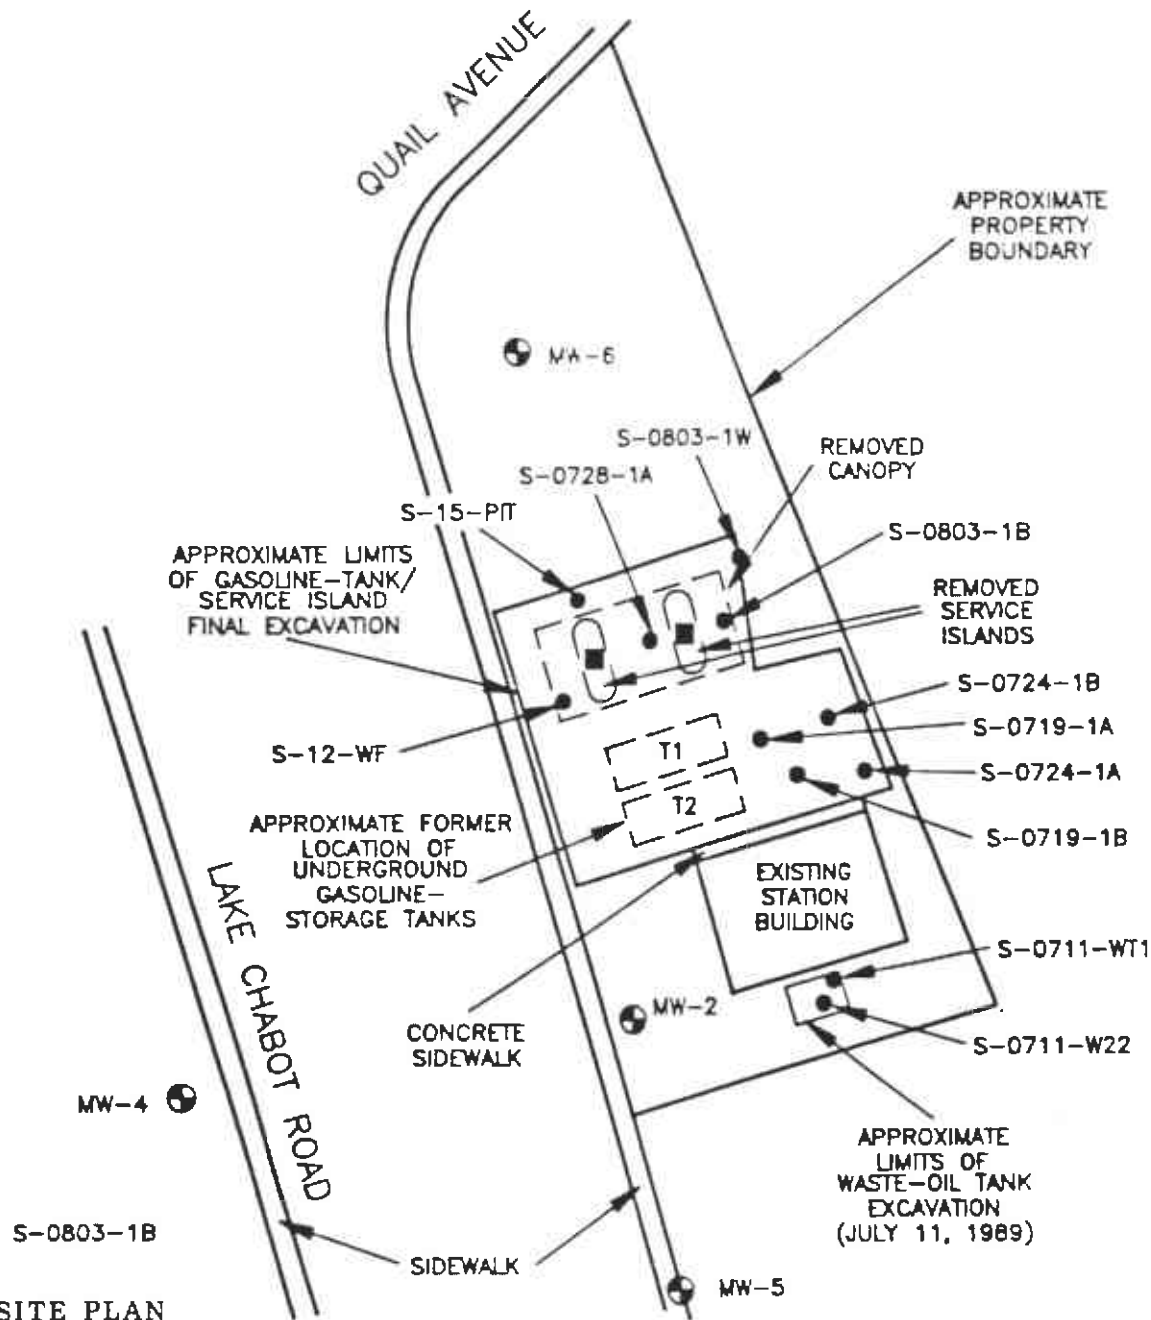 QUAIL AVENUE
APPROXIMATE
PROPERTY
BOUNDARY
MW-6
S-0803-1W
REMOVED
CANOPY
S-0728-1A
S-15-PIT
S-0803-1B
APPROXIMATE LIMITS
OF GASOLINE-TANK/
SERVICE ISLAND
FINAL EXCAVATION
REMOVED
SERVICE
ISLANDS
S-0724-1B
S-0719-1A
S-12-WF
T1
S-0724-1A
T2
APPROXIMATE FORMER
LOCATION OF
UNDERGROUND
GASOLINE-
STORAGE TANKS
S-0719-1B
EXISTING
STATION
BUILDING
LAKE CHABOT ROAD
S-0711-WT1
MW-2
CONCRETE
SIDEWALK
S-0711-W22
MW-4
APPROXIMATE
LIMITS OF
WASTE-OIL TANK
EXCAVATION
(JULY 11, 1989)
S-0803-1B
SIDEWALK
MW-5
SITE PLAN